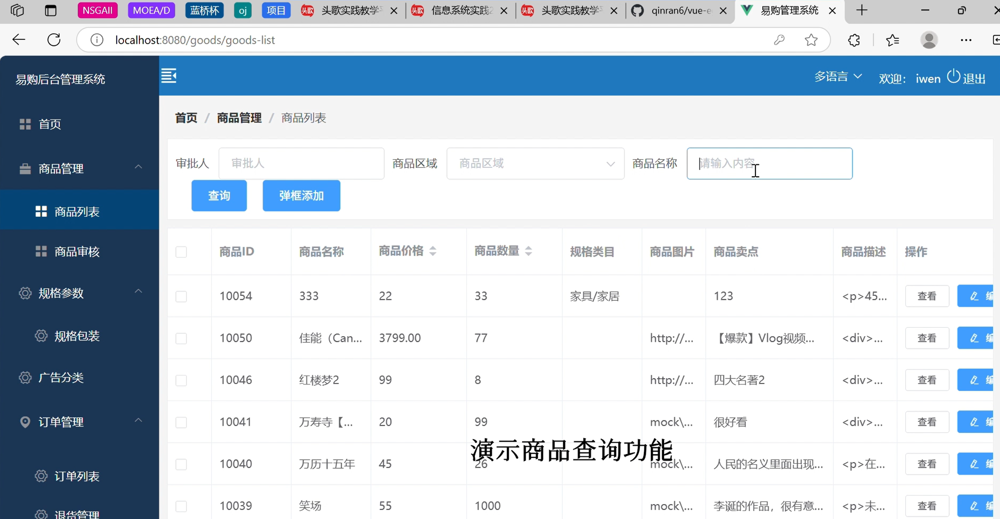 NSGAII MOEA/D 蓝桥杯 oj 项目 头歌 头歌实践教学平 头歌 信息系统实践2 头歌 头歌实践教学平 qinran6/vue-e 易购管理系统
localhost:8080/goods/goods-list
易购后台管理系统
多语言 欢迎: iwen 退出
首页
商品管理
商品列表
商品审核
规格参数
规格包装
广告分类
订单管理
订单列表
退货管理
首页 / 商品管理 / 商品列表
审批人 审批人 商品区域 商品区域 商品名称 请输入内容
查询 弹框添加
商品ID 商品名称 商品价格 商品数量 规格类目 商品图片 商品卖点 商品描述 操作
10054 333 22 33 家具/家居 123 <p>45... 查看 编
10050 佳能（Can... 3799.00 77 http://... 【爆款】Vlog视频... <div>... 查看 编
10046 红楼梦2 99 8 http://... 四大名著2 <div>... 查看 编
10041 万寿寺【... 20 99 mock\... 很好看 <div>... 查看 编
演示商品查询功能
10040 万历十五年 45 26 mock\... 人民的名义里面出现... <p>在... 查看 编
10039 笑场 55 1000 mock\... 李诞的作品，很有意... <p>未... 查看 编